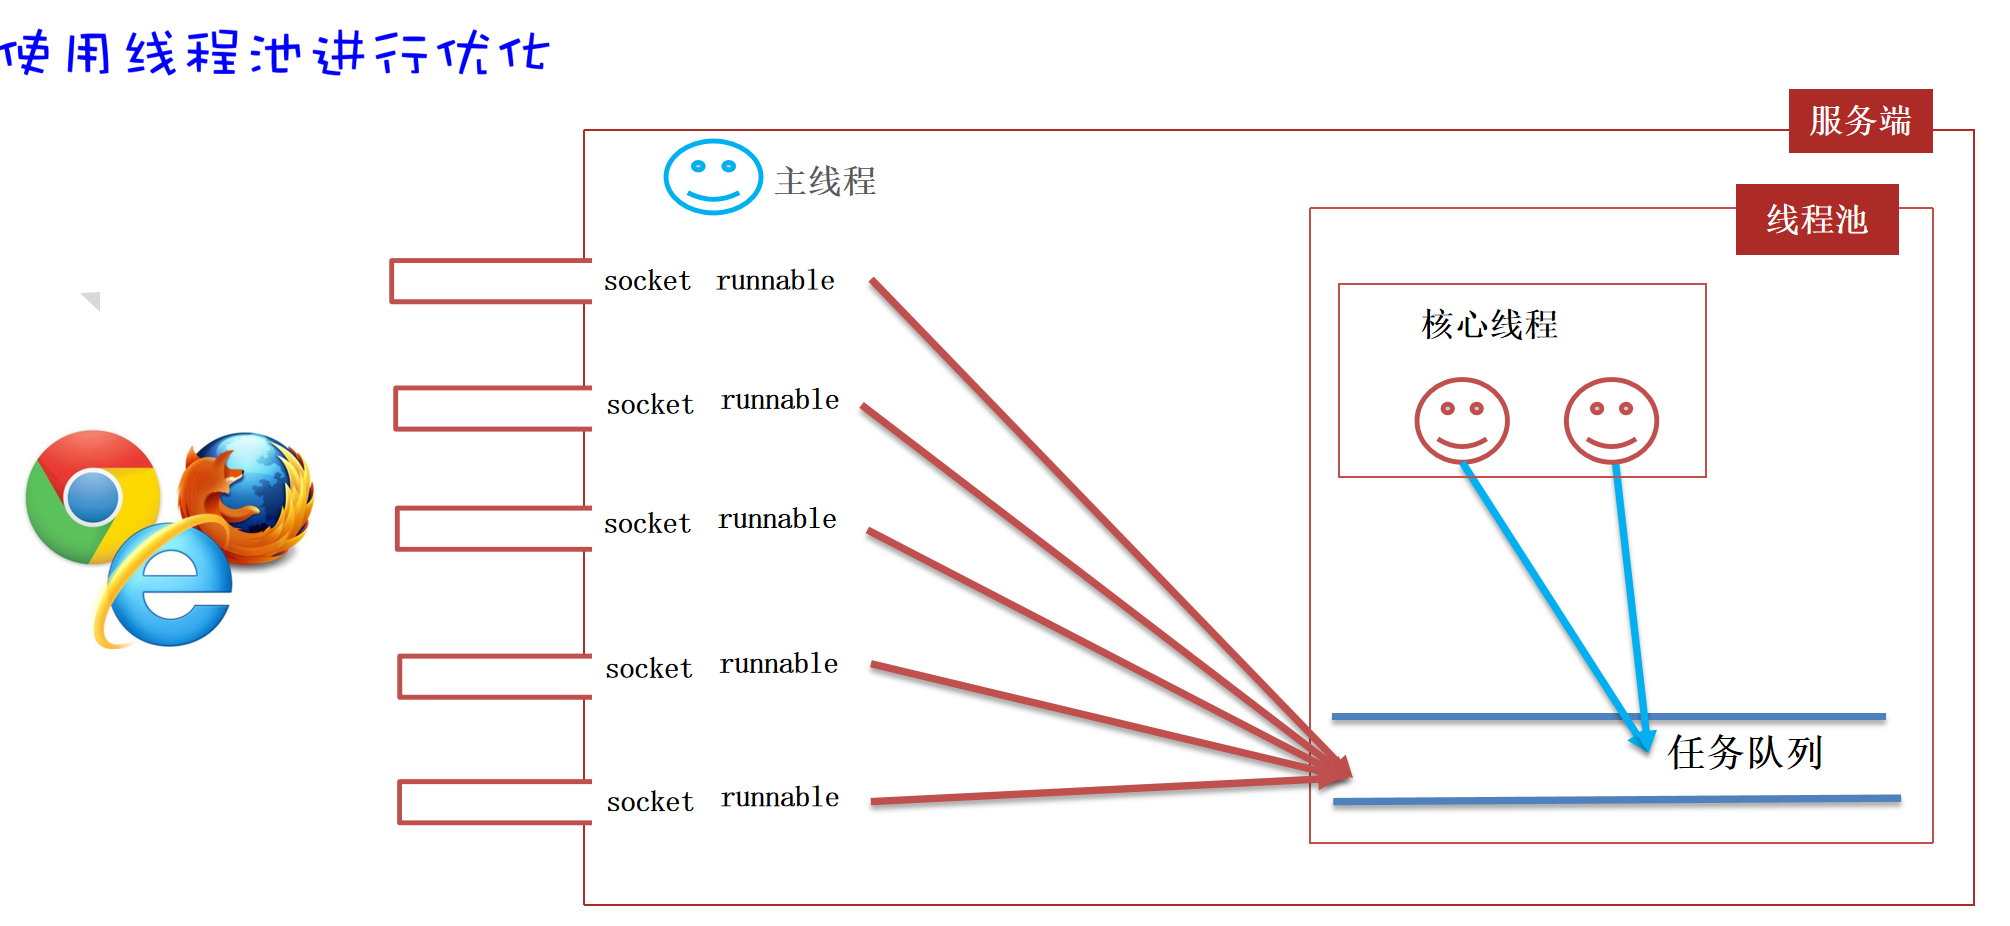 使用线程池进行优化
服务端
主线程
线程池
socket runnable
核心线程
socket runnable
socket runnable
socket runnable
任务队列
socket runnable